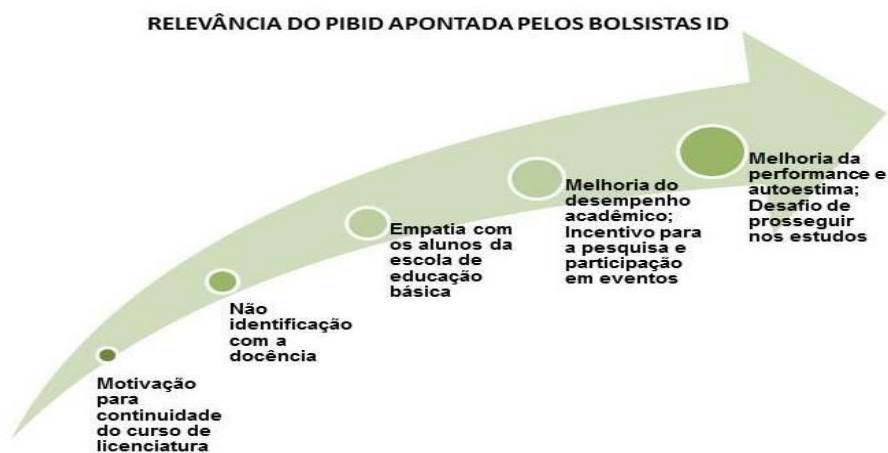 RELEVÂNCIA DO PIBID APONTADA PELOS BOLSISTAS ID
Motivação
para
continuidade
do curso de
licenciatura
Não
identificação
com a
docência
Empatia com
os alunos da
escola de
educação
básica
Melhoria do
desempenho
acadêmico;
Incentivo para
a pesquisa e
participação
em eventos
Melhoria da
performance e
autoestima;
Desafio de
prosseguir
nos estudos